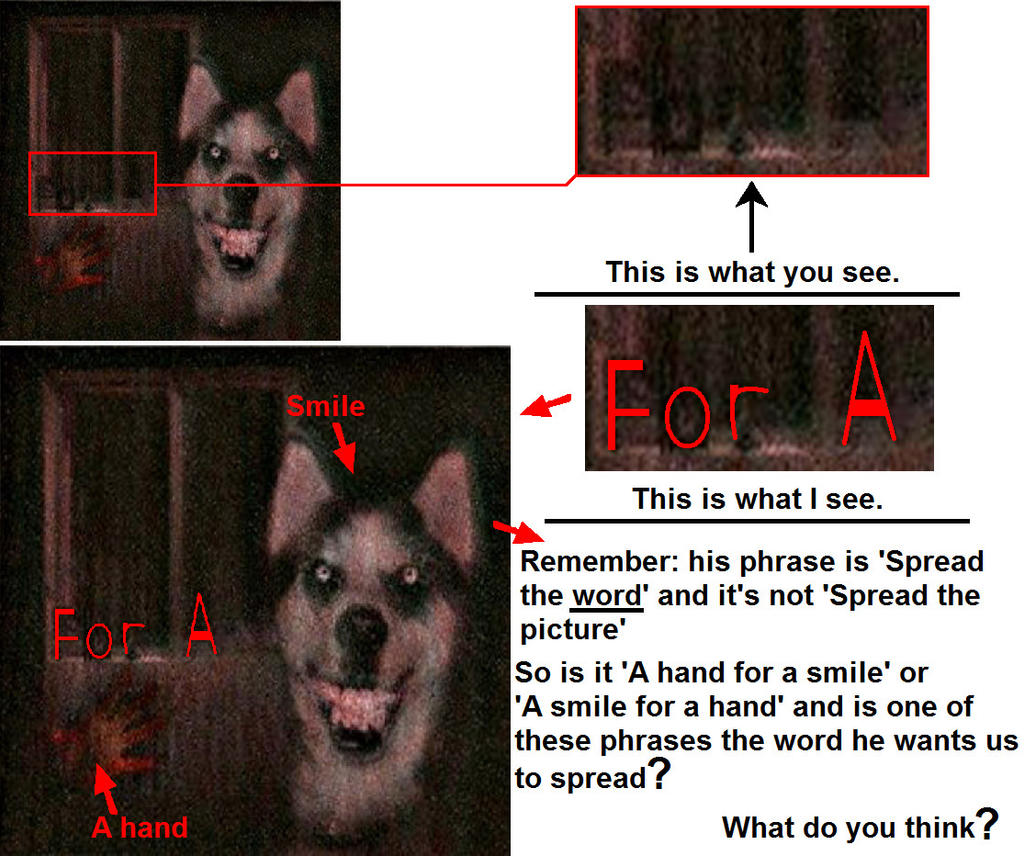 This is what you see.
For A
This is what I see.
Smile
For A
A hand
Remember: his phrase is 'Spread
the word' and it's not 'Spread the
picture'
So is it 'A hand for a smile' or
'A smile for a hand' and is one of
these phrases the word he wants us
to spread?
What do you think?